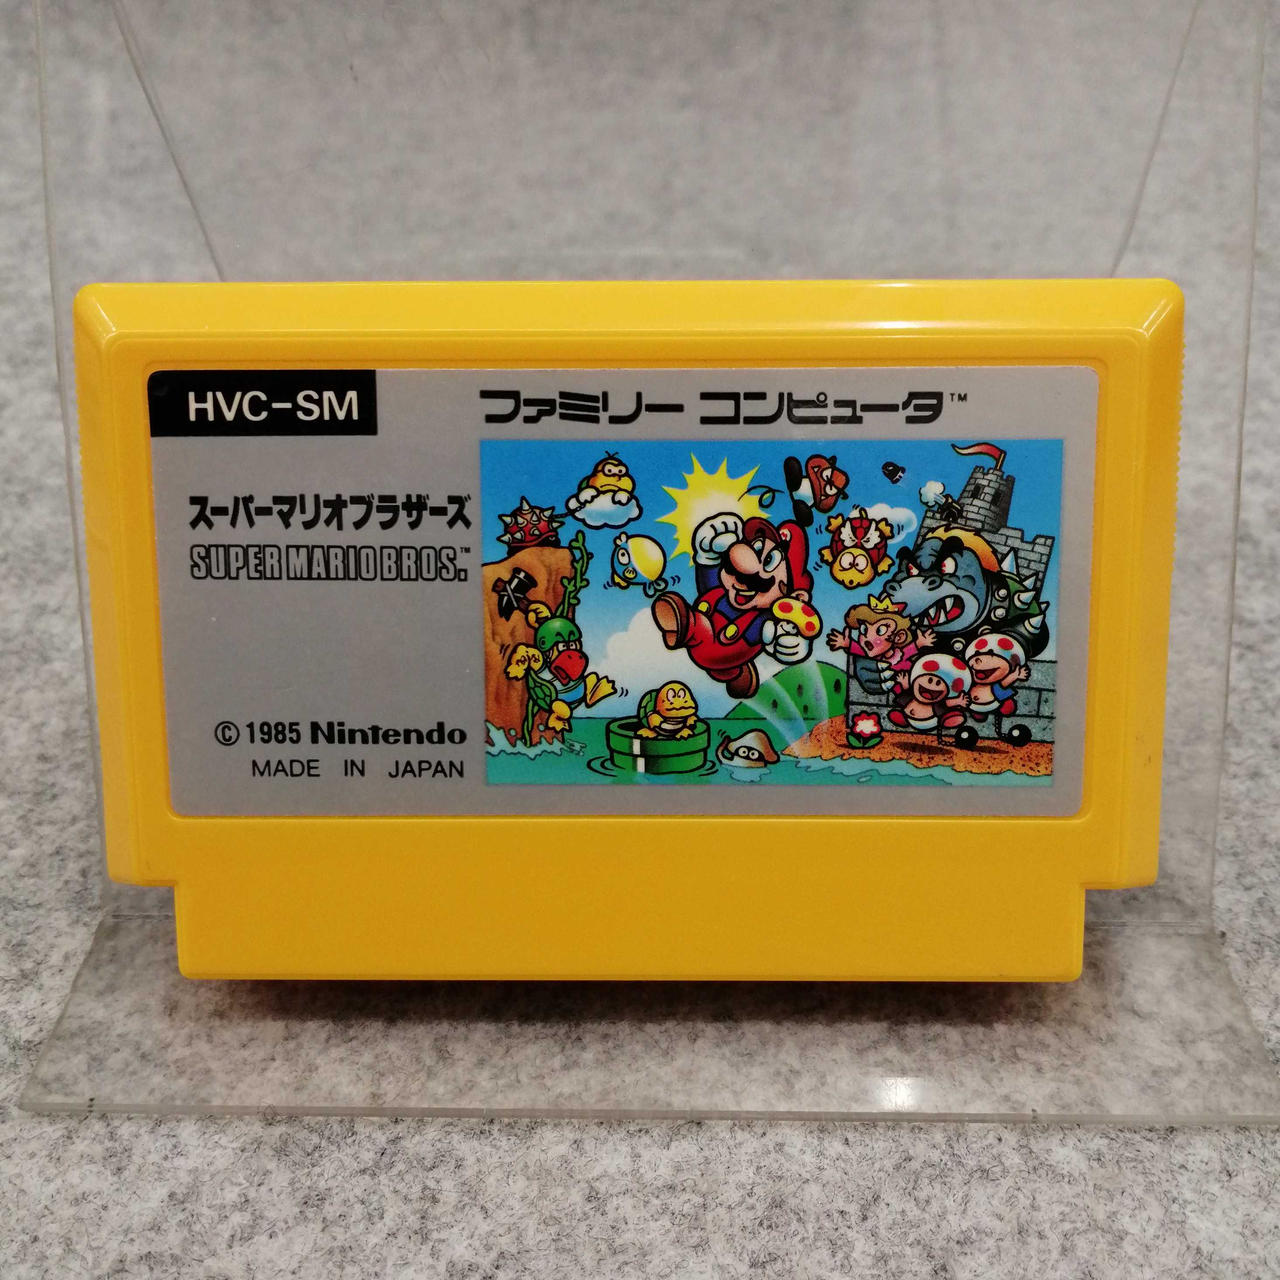 HVC-SM
ファミリー コンピュータ™
スーパーマリオブラザーズ
SUPER MARIO BROS.™
© 1985 Nintendo
MADE IN JAPAN